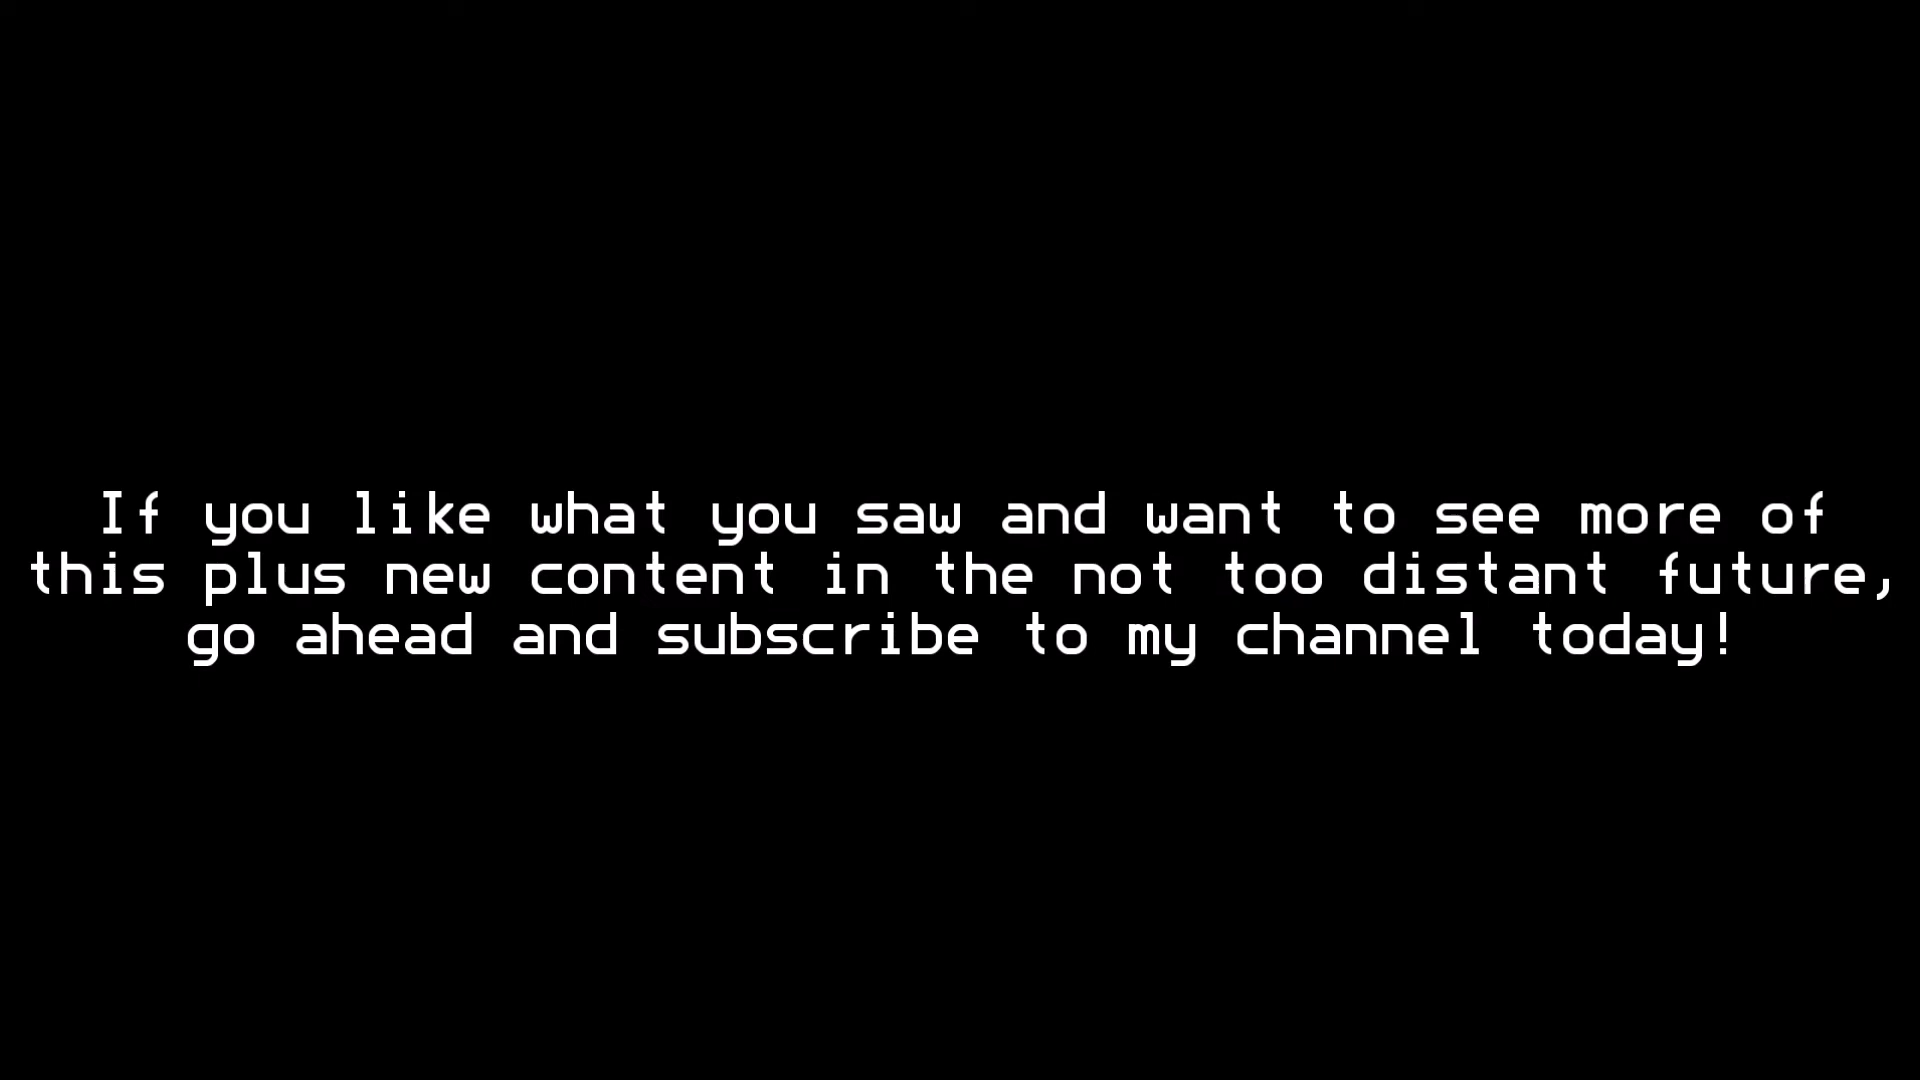 If you like what you saw and want to see more of
this plus new content in the not too distant future,
go ahead and subscribe to my channel today!